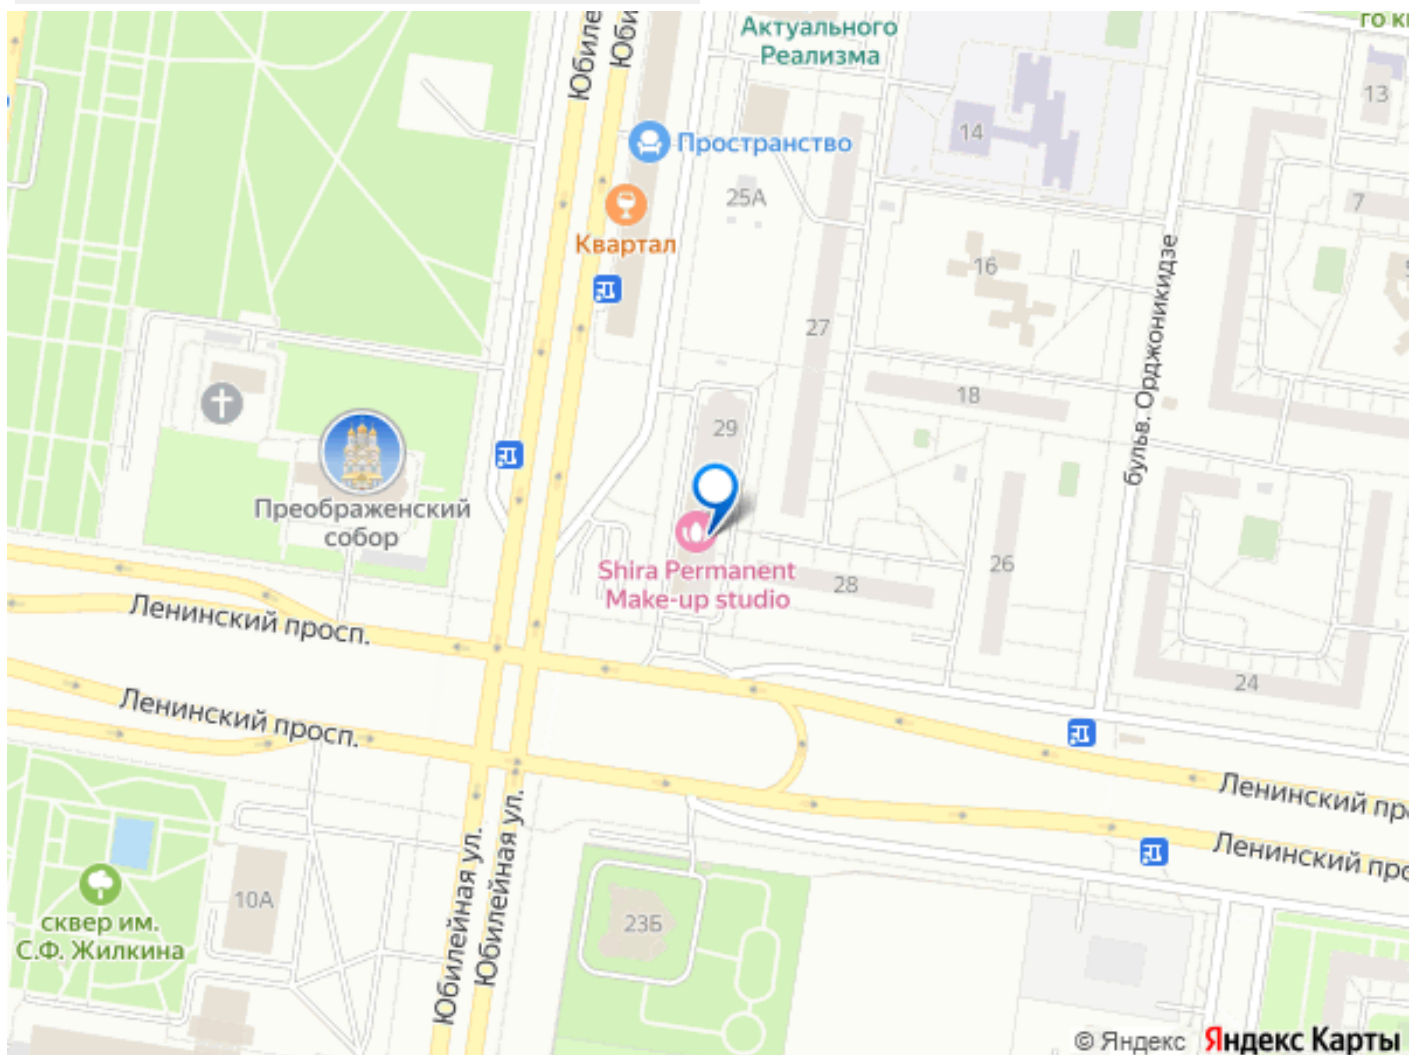 Актуального
Реализма
го к
Юбиле
Юби
13
14
Пространство
25А
7
Квартал
16
бульв. Орджоникидзе
27
18
29
Преображенский
собор
Shira Permanent
Make-up studio
28
26
Ленинский просп.
24
Ленинский просп.
Ленинский про
Ленинский про
Юбилейная ул.
Юбилейная ул.
10А
23Б
сквер им.
С.Ф. Жилкина
© Яндекс Яндекс Карты